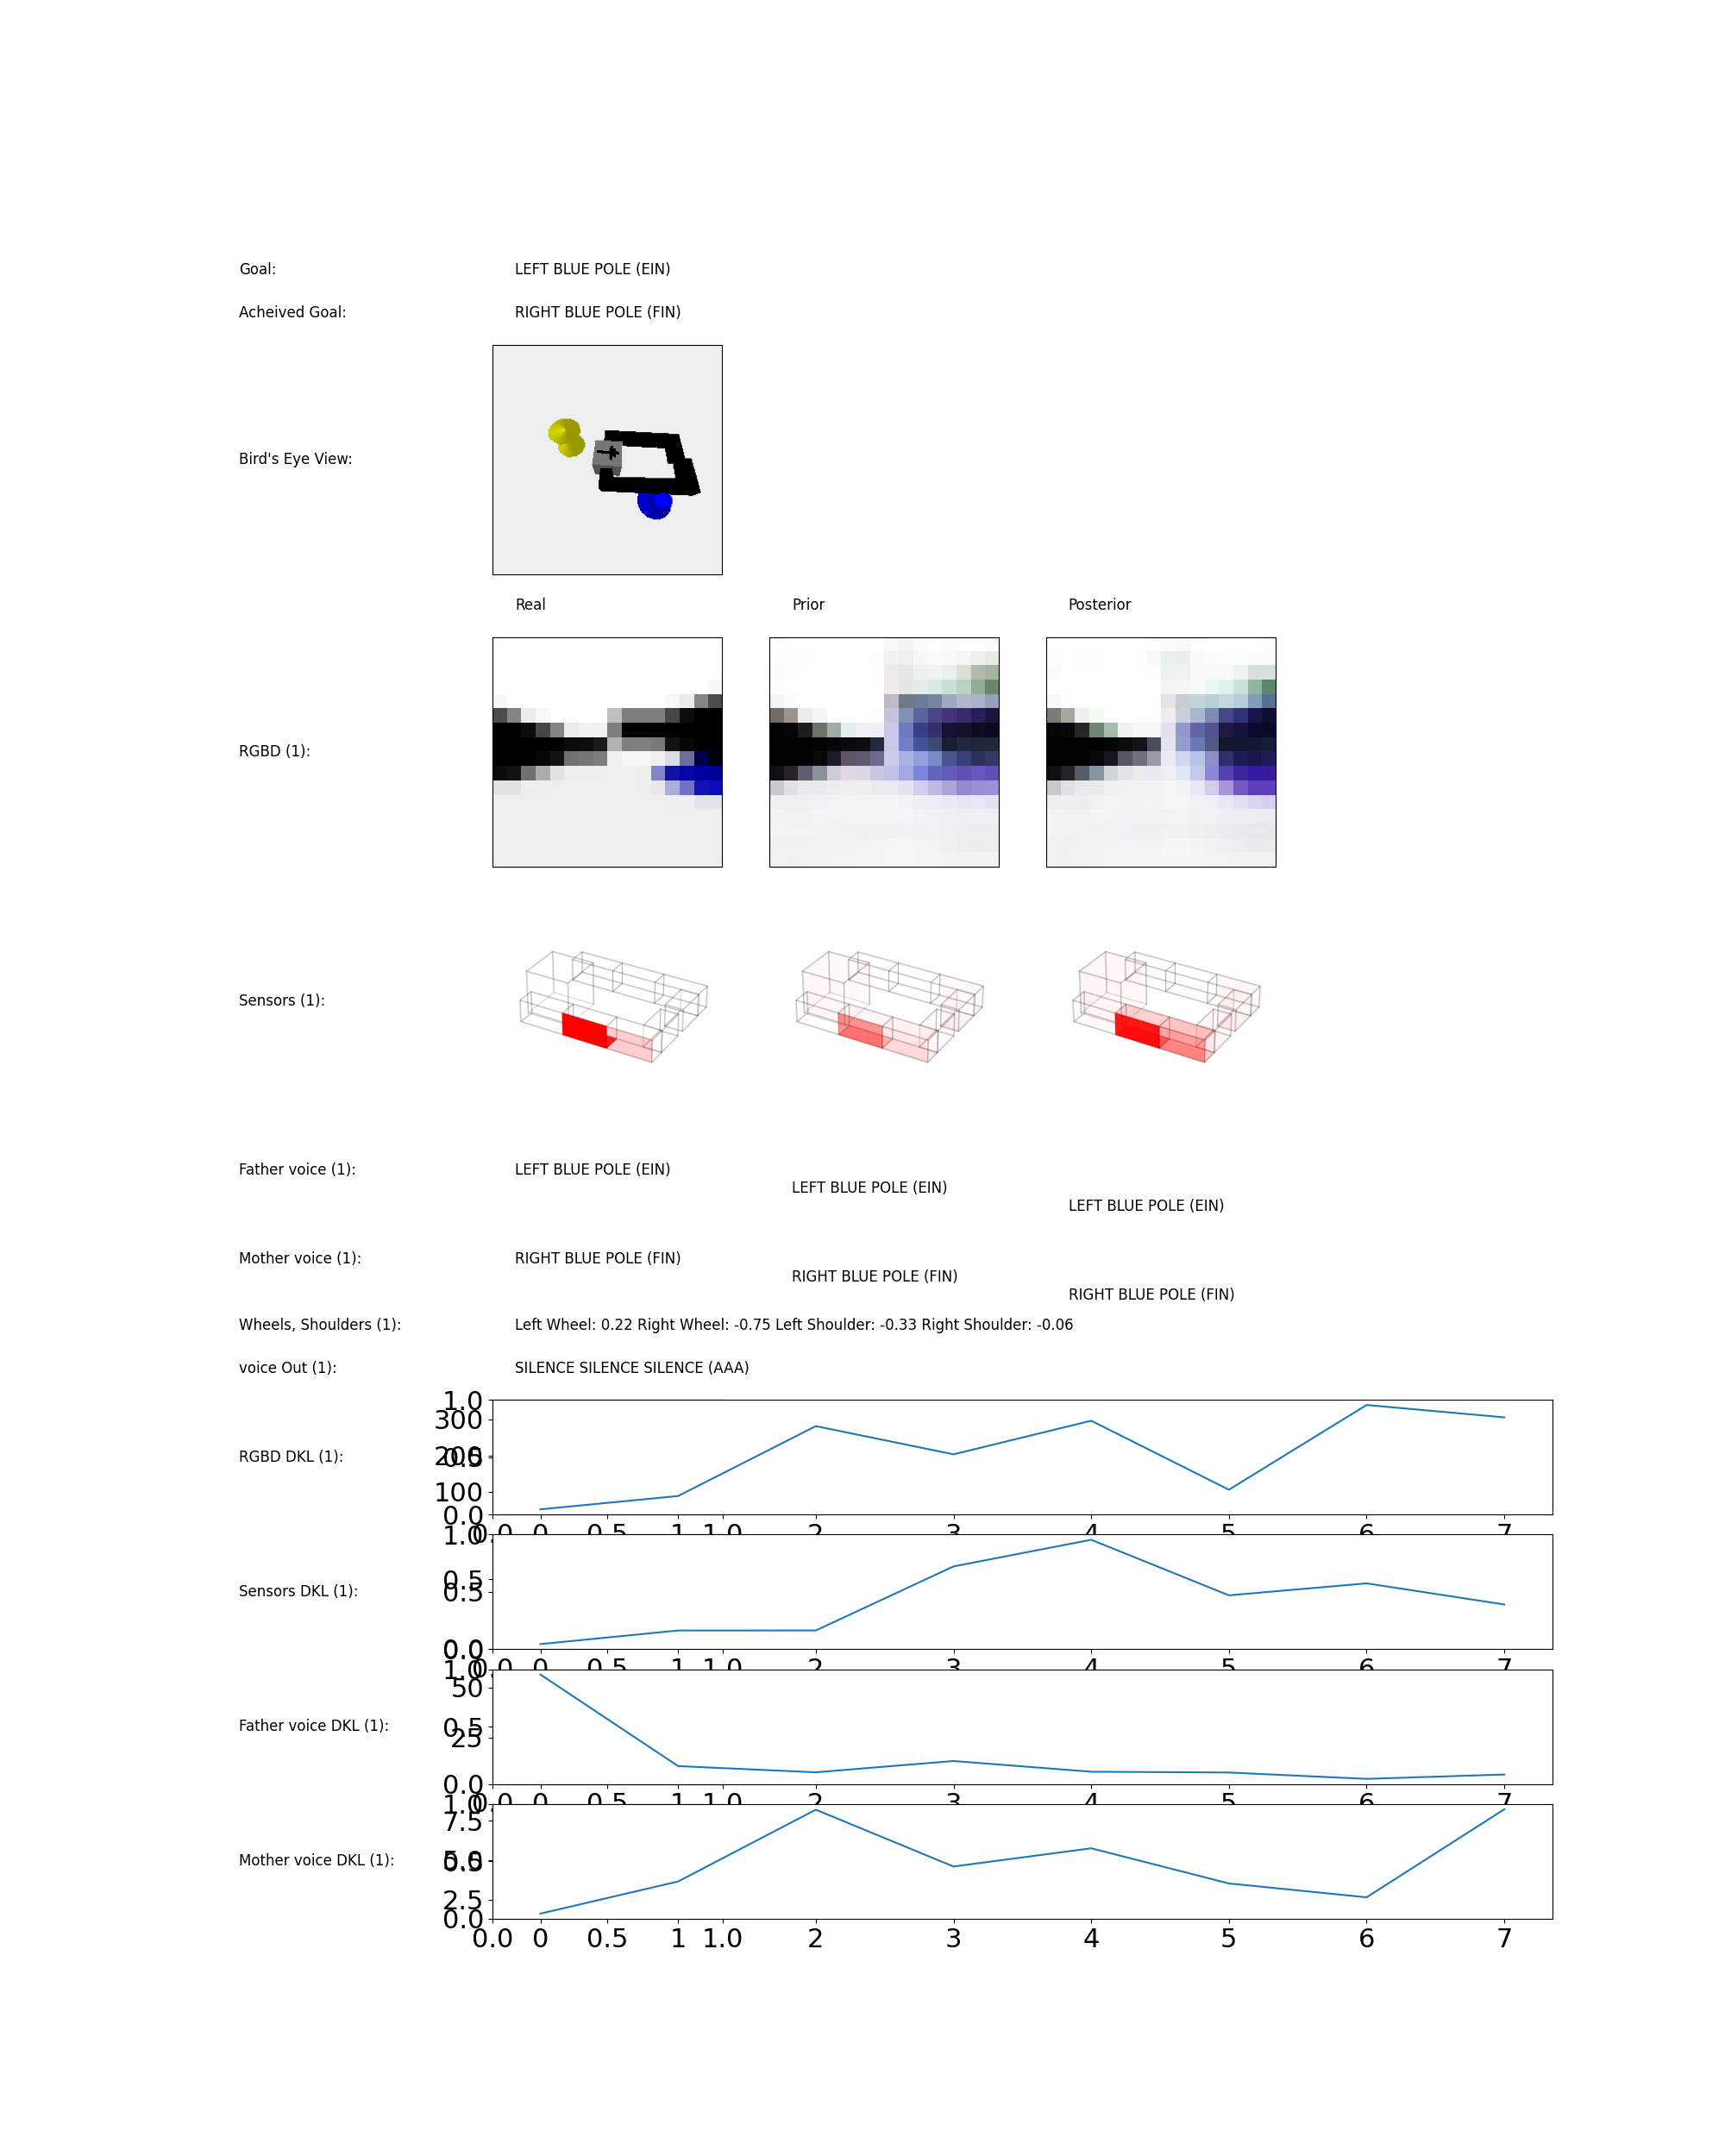 Goal: LEFT BLUE POLE (EIN)
Acheived Goal: RIGHT BLUE POLE (FIN)
Bird's Eye View:
Real Prior Posterior
RGBD (1):
Sensors (1):
Father voice (1): LEFT BLUE POLE (EIN)
LEFT BLUE POLE (EIN)
LEFT BLUE POLE (EIN)
Mother voice (1): RIGHT BLUE POLE (FIN)
RIGHT BLUE POLE (FIN)
RIGHT BLUE POLE (FIN)
Wheels, Shoulders (1): Left Wheel: 0.22 Right Wheel: -0.75 Left Shoulder: -0.33 Right Shoulder: -0.06
voice Out (1): SILENCE SILENCE SILENCE (AAA)
1.0
300
RGBD DKL (1): 200 0.5
100
0.0
0.0 0 0.5 1 1.0 2 3 4 5 6 7
1.0
0.5
Sensors DKL (1): 0.5
0.0
0.0 0 0.5 1 1.0 2 3 4 5 6 7
1.0
50
Father voice DKL (1): 0.5
25
0.0
0.0 0 0.5 1 1.0 2 3 4 5 6 7
1.0
7.5
Mother voice DKL (1): 5.0 0.5
2.5
0.0
0.0 0 0.5 1 1.0 2 3 4 5 6 7